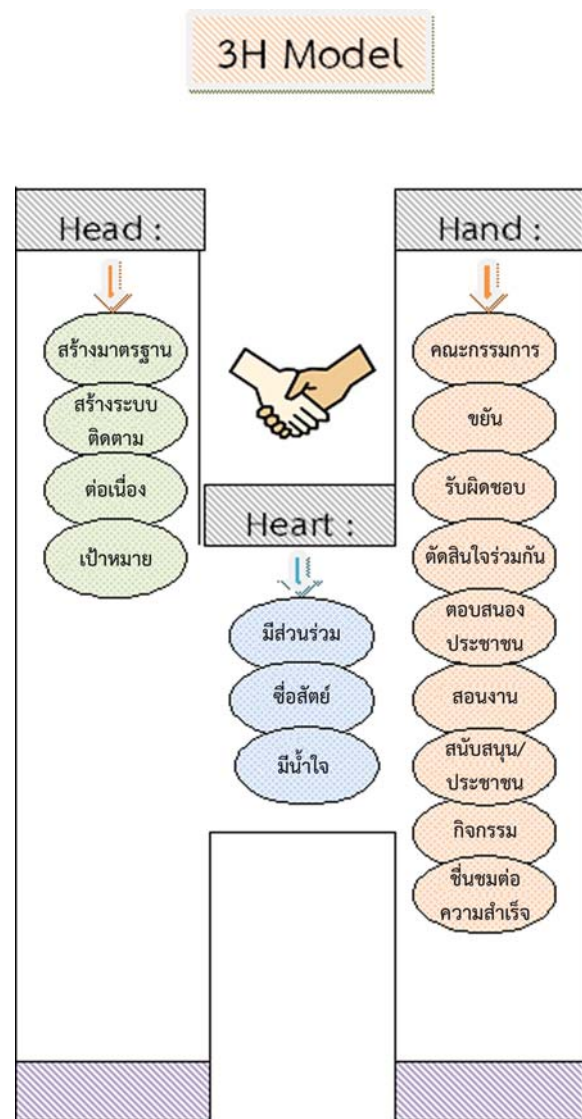 3H Model
Head :
สร้างมาตรฐาน
สร้างระบบ
ติดตาม
ต่อเนื่อง
เป้าหมาย
Heart :
มีส่วนร่วม
ซื่อสัตย์
มีน้ำใจ
Hand :
คณะกรรมการ
ขยัน
รับผิดชอบ
ตัดสินใจร่วมกัน
ตอบสนอง
ประชาชน
สอนงาน
สนับสนุน/
ประชาชน
กิจกรรม
ชื่นชมต่อ
ความสำเร็จ